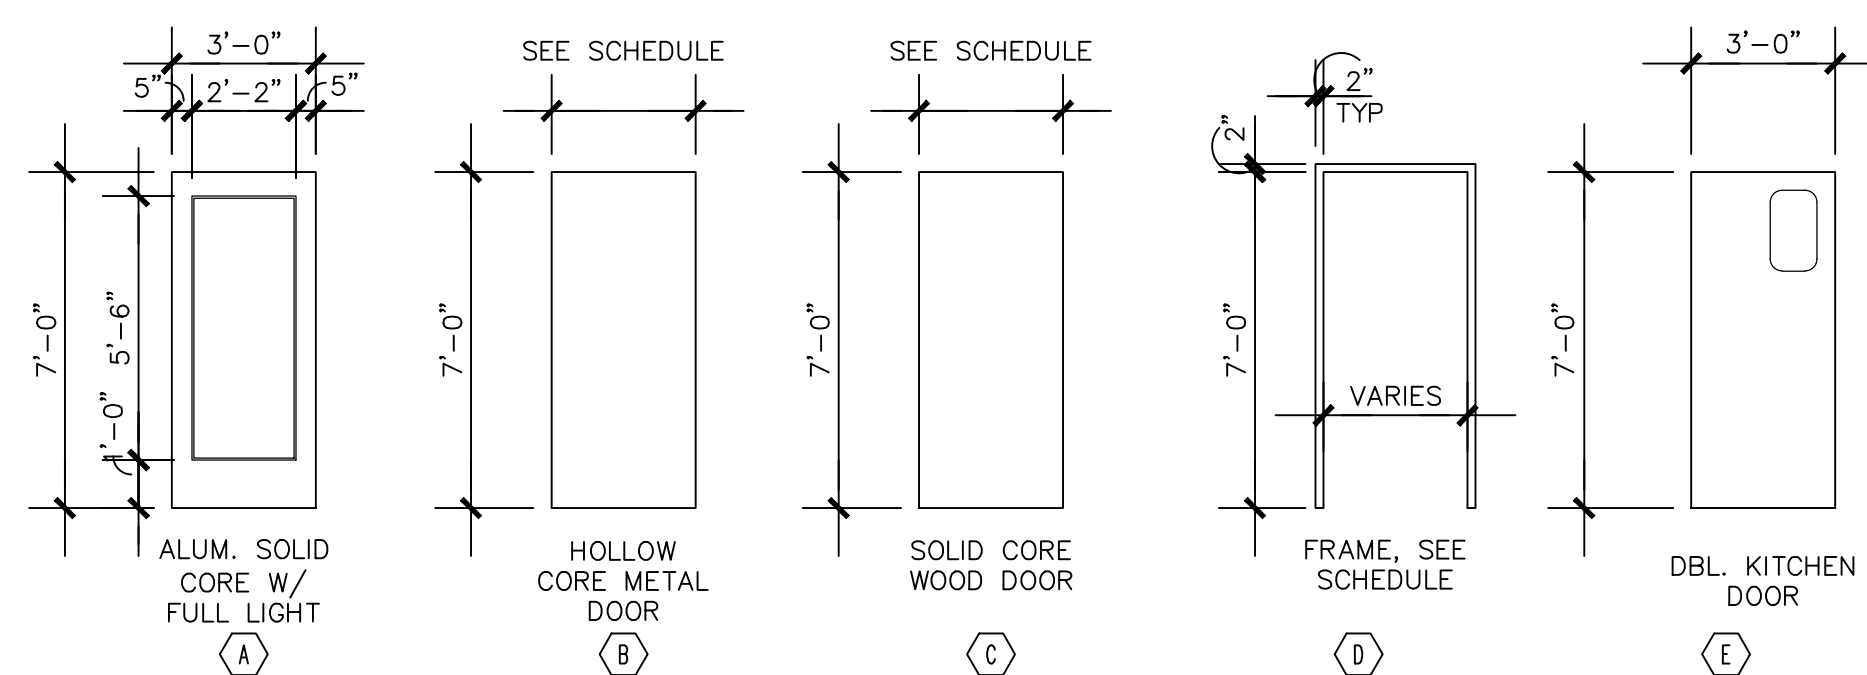 3'-0"
5"
2'-2"
5"
7'-0"
5'-6"
1'-0"
ALUM. SOLID
CORE W/
FULL LIGHT
A
SEE SCHEDULE
7'-0"
HOLLOW
CORE METAL
DOOR
B
SEE SCHEDULE
7'-0"
SOLID CORE
WOOD DOOR
C
2"
TYP
2"
7'-0"
VARIES
FRAME, SEE
SCHEDULE
D
3'-0"
7'-0"
DBL. KITCHEN
DOOR
E